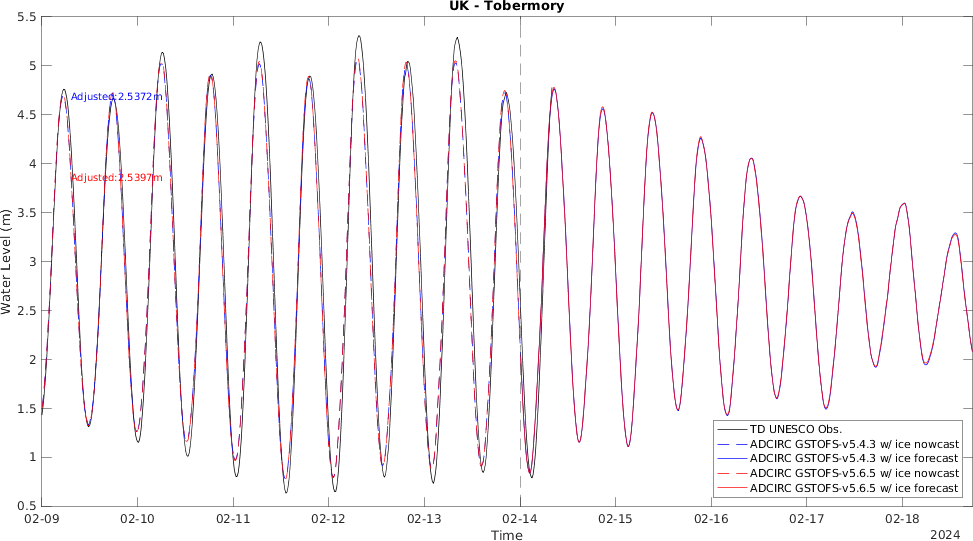 UK - Tobermory
5.5
5
4.5
4
3.5
3
2.5
2
1.5
1
0.5
Water Level (m)
Adjusted:2.5372m
Adjusted:2.5397m
TD UNESCO Obs.
ADCIRC GSTOFS-v5.4.3 w/ ice nowcast
ADCIRC GSTOFS-v5.4.3 w/ ice forecast
ADCIRC GSTOFS-v5.6.5 w/ ice nowcast
ADCIRC GSTOFS-v5.6.5 w/ ice forecast
02-09 02-10 02-11 02-12 02-13 02-14 02-15 02-16 02-17 02-18
Time
2024